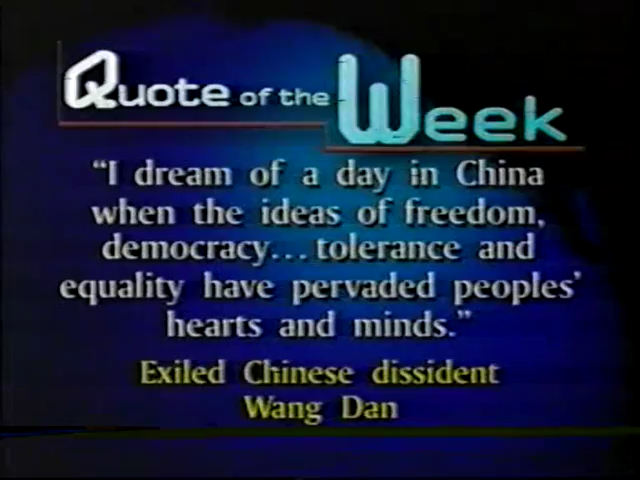 Quote of the Week
“I dream of a day in China
when the ideas of freedom,
democracy... tolerance and
equality have pervaded peoples’
hearts and minds.”
Exiled Chinese dissident
Wang Dan